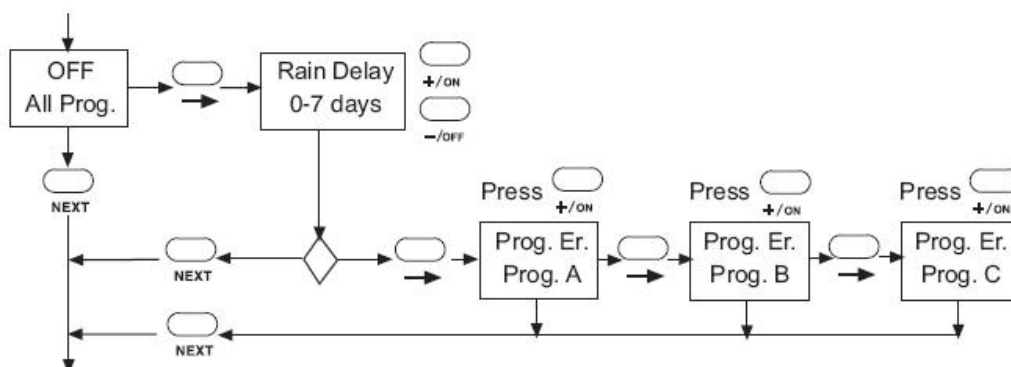 OFF
All Prog.
Rain Delay
0-7 days
+/ON
−/OFF
NEXT
Press
+/ON
Press
+/ON
Press
+/ON
NEXT
Prog. Er.
Prog. A
Prog. Er.
Prog. B
Prog. Er.
Prog. C
NEXT